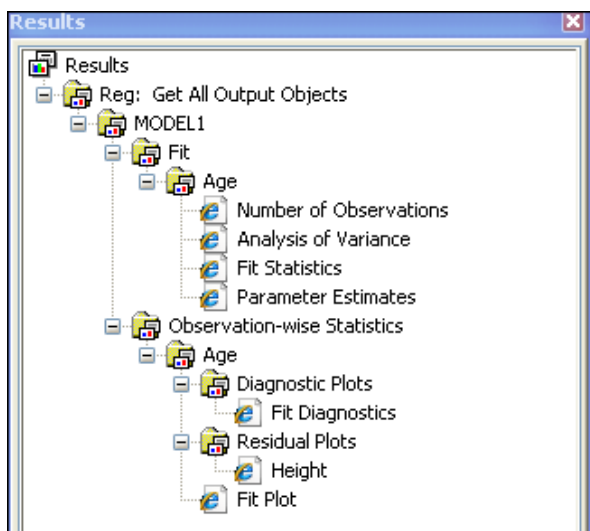 Results
Results
Reg: Get All Output Objects
MODEL1
Fit
Age
Number of Observations
Analysis of Variance
Fit Statistics
Parameter Estimates
Observation-wise Statistics
Age
Diagnostic Plots
Fit Diagnostics
Residual Plots
Height
Fit Plot